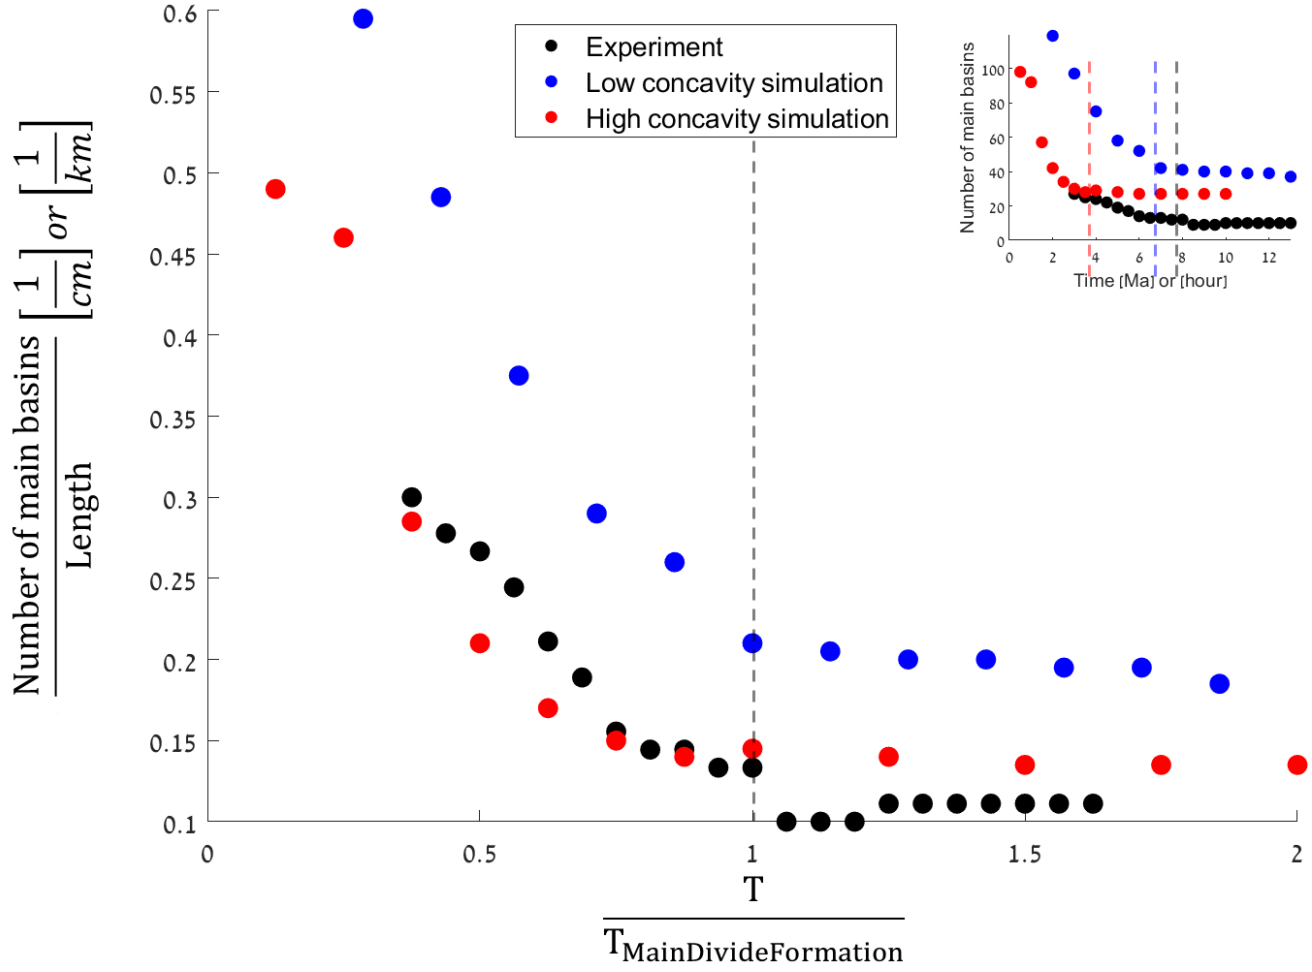 0.6
0.55
0.5
0.45
0.4
0.35
0.3
0.25
0.2
0.15
0.1
0
0.5
1
1.5
2
Number of main basins
Length
[1/cm] or [1/km]
T
T_MainDivideFormation
Experiment
Low concavity simulation
High concavity simulation
Number of main basins
100
80
60
40
20
0
0
2
4
6
8
10
12
Time [Ma] or [hour]